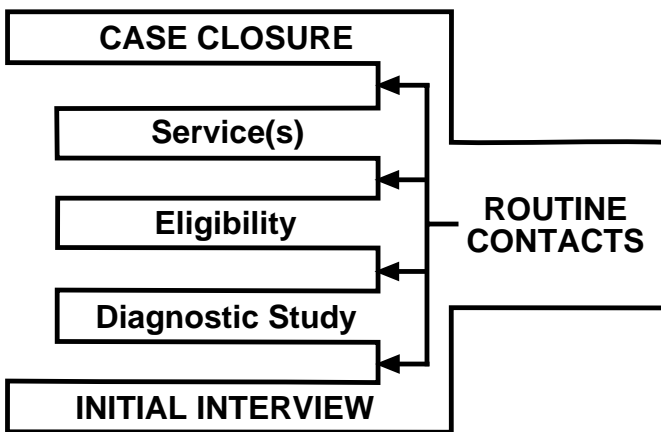 CASE CLOSURE
Service(s)
Eligibility
Diagnostic Study
INITIAL INTERVIEW
ROUTINE
CONTACTS